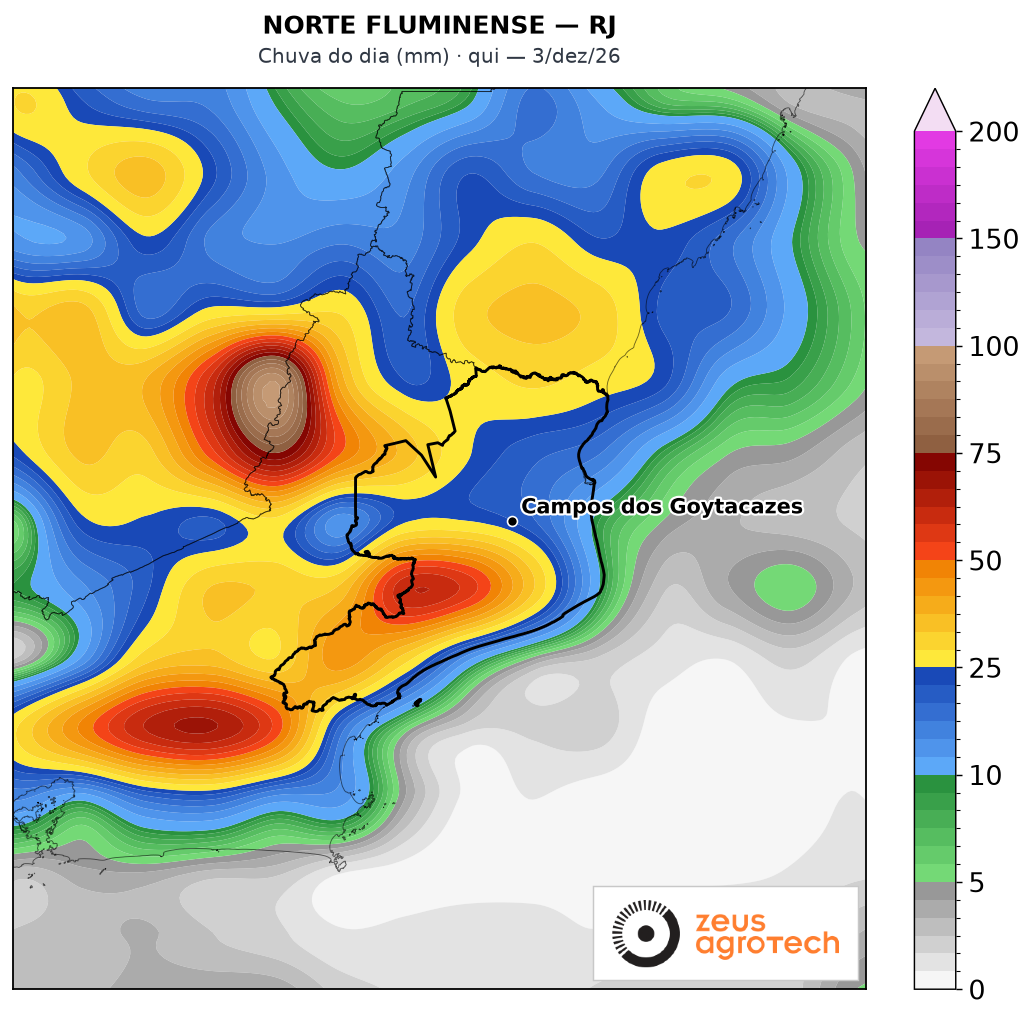 NORTE FLUMINENSE — RJ
Chuva do dia (mm) · qui — 3/dez/26
200
150
100
75
50
25
10
5
0
Campos dos Goytacazes
zeus
agrotech